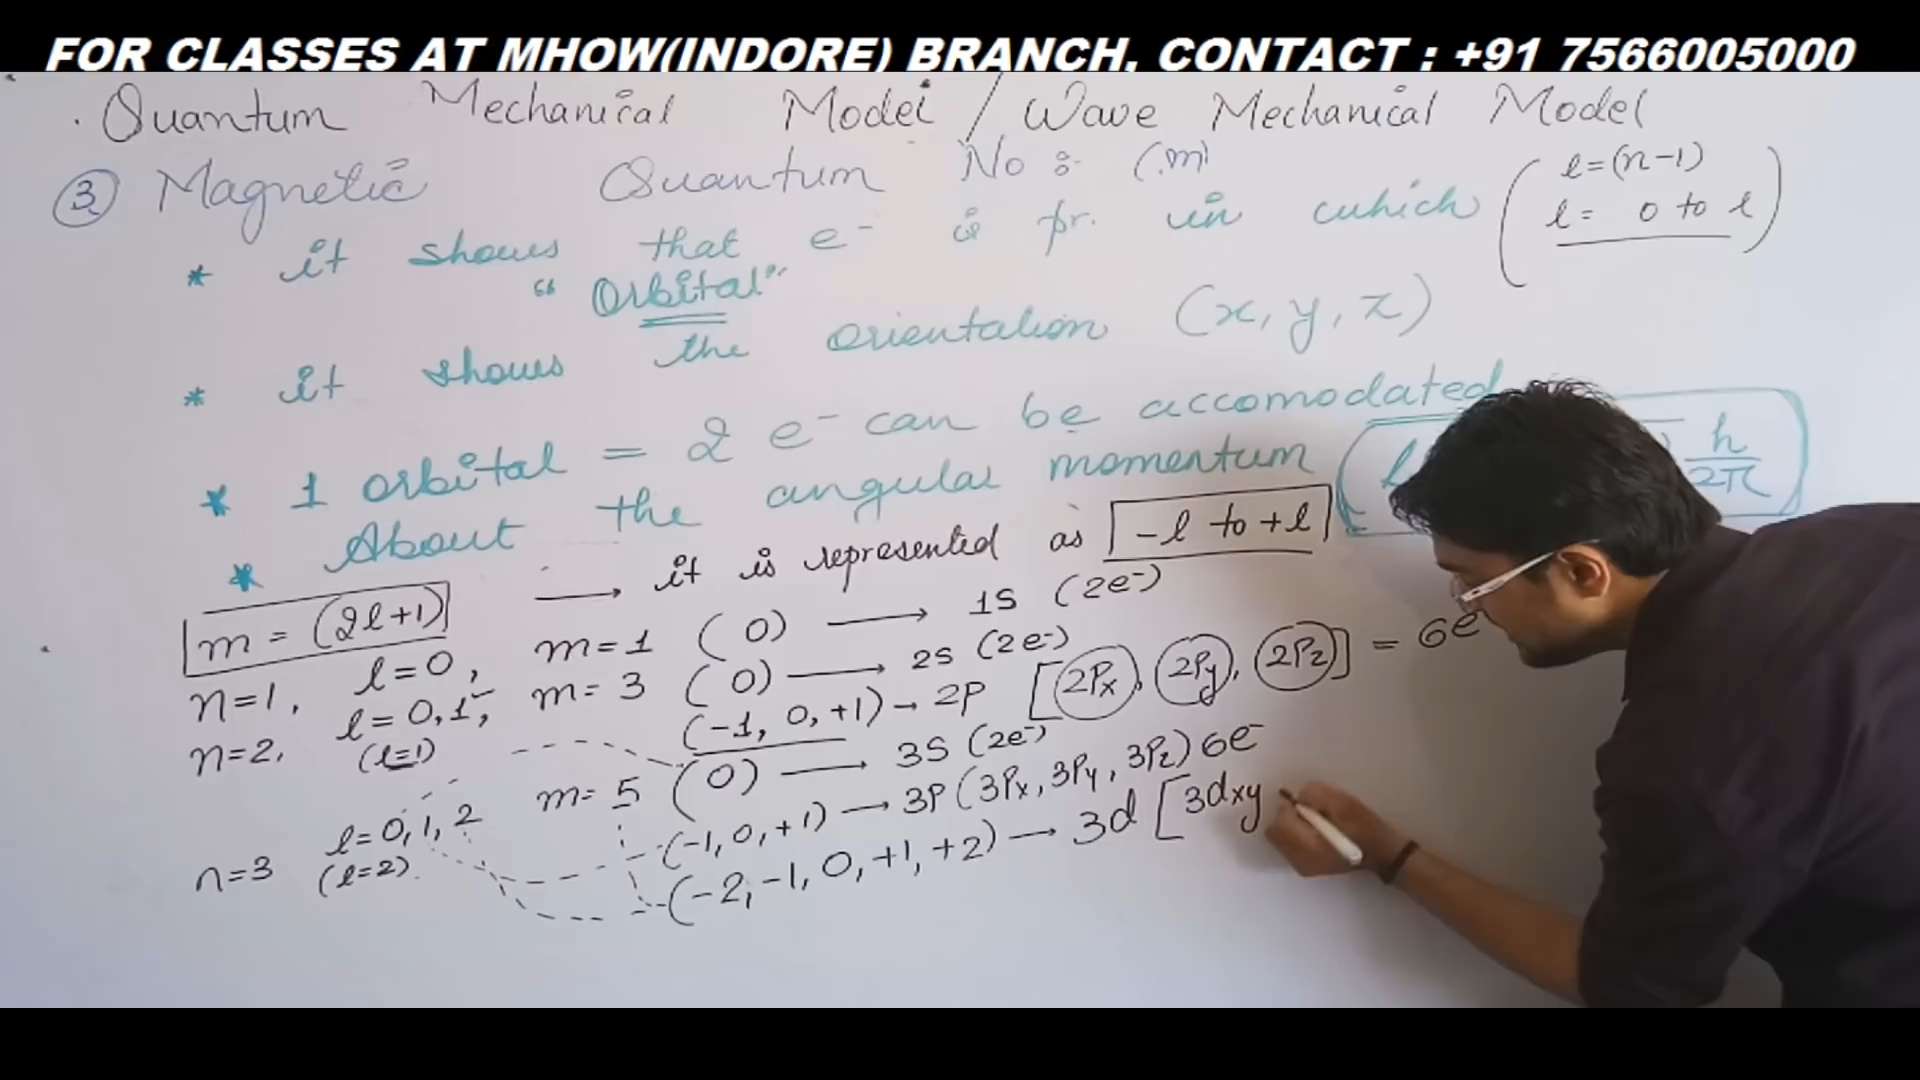 FOR CLASSES AT MHOW(INDORE) BRANCH, CONTACT : +91 7566005000
Quantum Mechanical Model / Wave Mechanical Model
③ Magnetic Quantum No :- (m)
l=(n-1)
l= 0 to l
* it shows that e⁻ is pr. in which
"Orbital"
* it shows the orientation (x, y, z)
* 1 orbital = 2 e⁻ can be accomodated
* About the angular momentum
h
2π
m = (2l+1) → it is represented as -l to +l
n=1, l=0, m=1 (0) → 1S (2e⁻)
n=2, l=0,1, m=3 (0) → 2S (2e⁻)
(l=1) (-1, 0, +1) → 2P [2Px, 2Py, 2Pz] = 6e
l=0,1,2 m=5 (0) → 3S (2e⁻)
n=3 (l=2) (-1, 0, +1) → 3P (3Px, 3Py, 3Pz) 6e⁻
(-2, -1, 0, +1, +2) → 3d [3dxy